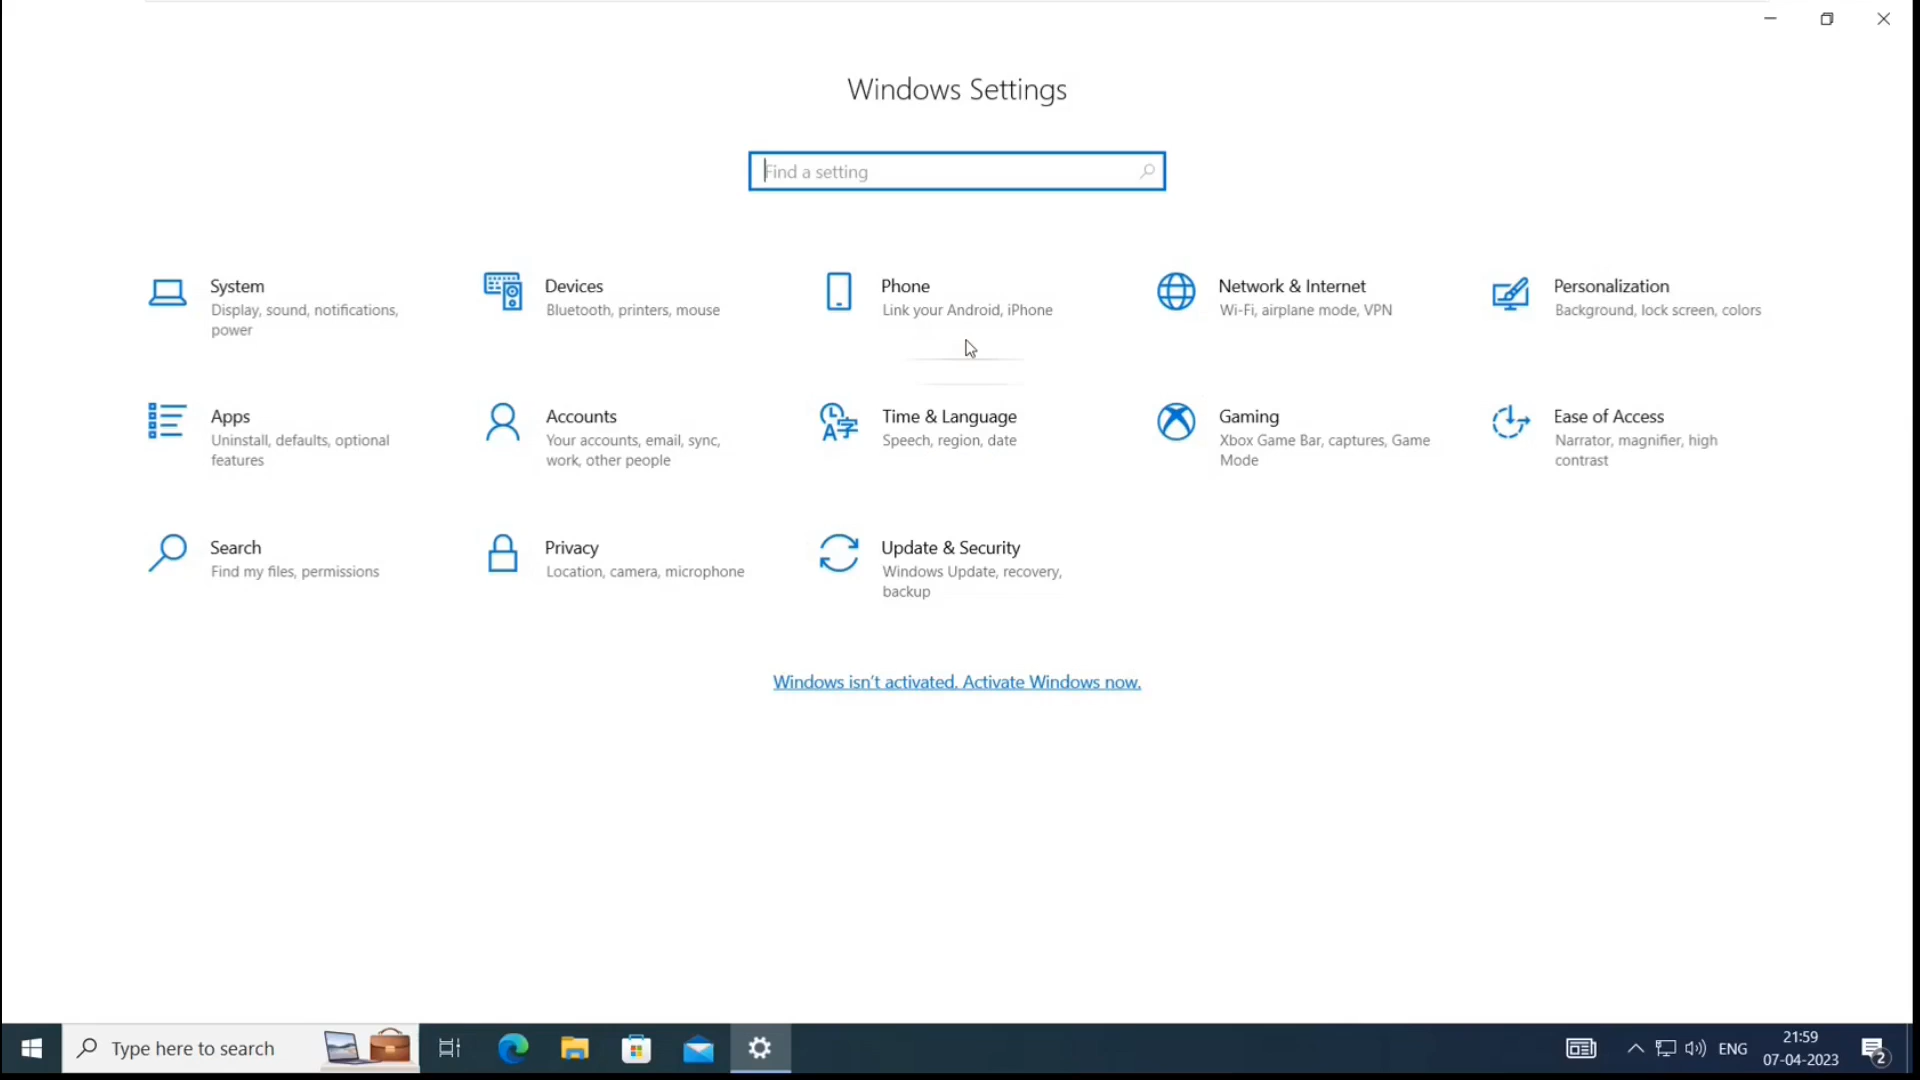 Windows Settings
Find a setting
System
Display, sound, notifications,
power
Devices
Bluetooth, printers, mouse
Phone
Link your Android, iPhone
Network & Internet
Wi-Fi, airplane mode, VPN
Personalization
Background, lock screen, colors
Apps
Uninstall, defaults, optional
features
Accounts
Your accounts, email, sync,
work, other people
Time & Language
Speech, region, date
Gaming
Xbox Game Bar, captures, Game
Mode
Ease of Access
Narrator, magnifier, high
contrast
Search
Find my files, permissions
Privacy
Location, camera, microphone
Update & Security
Windows Update, recovery,
backup
Windows isn't activated. Activate Windows now.
Type here to search
ENG
21:59
07-04-2023
2